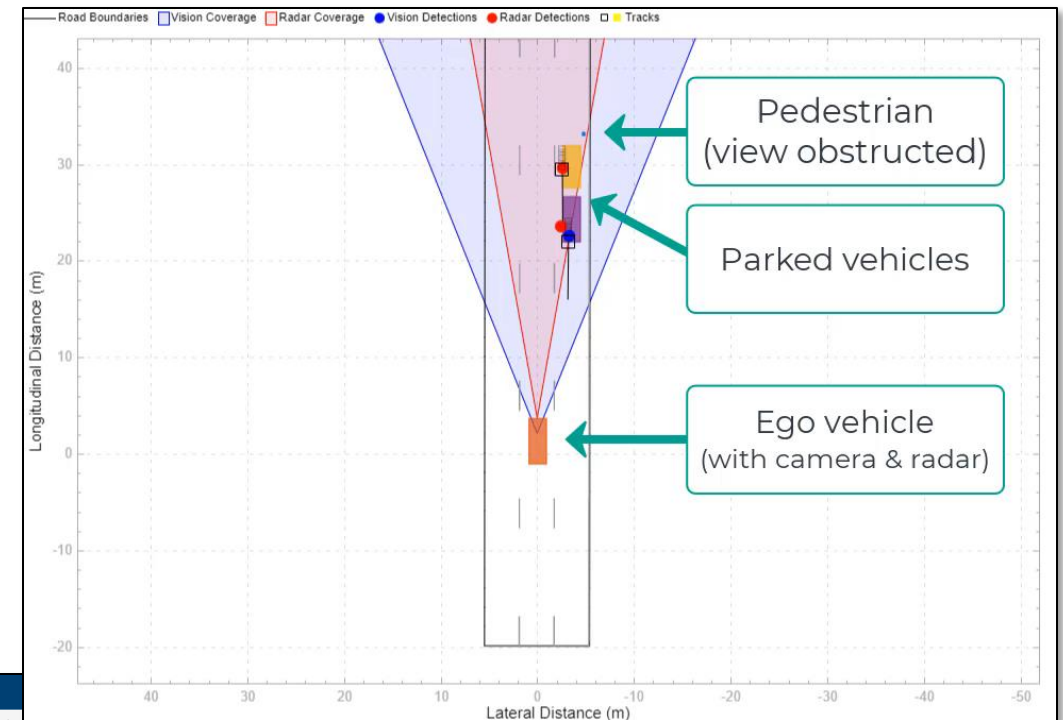 Road Boundaries Vision Coverage Radar Coverage Vision Detections Radar Detections Tracks
40
30
20
10
0
-10
-20
Longitudinal Distance (m)
Pedestrian
(view obstructed)
Parked vehicles
Ego vehicle
(with camera & radar)
40 30 20 10 0 -10 -20 -30 -40 -50
Lateral Distance (m)